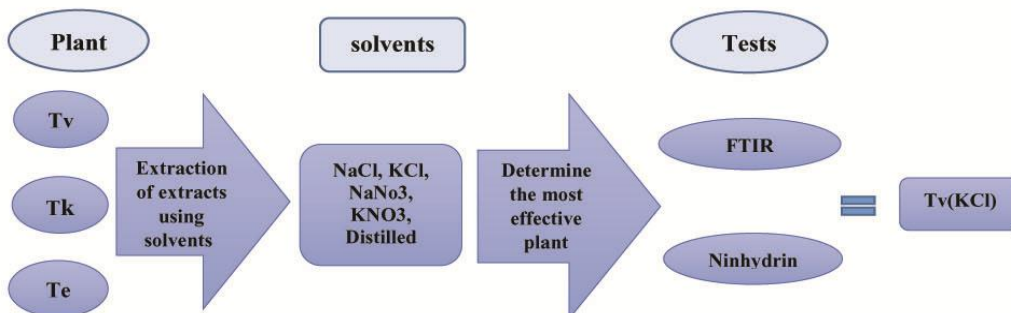 Plant
solvents
Tests
Tv
Tk
Te
Extraction
of extracts
using
solvents
NaCl, KCl,
NaNo3,
KNO3,
Distilled
Determine
the most
effective
plant
FTIR
Ninhydrin
Tv(KCl)